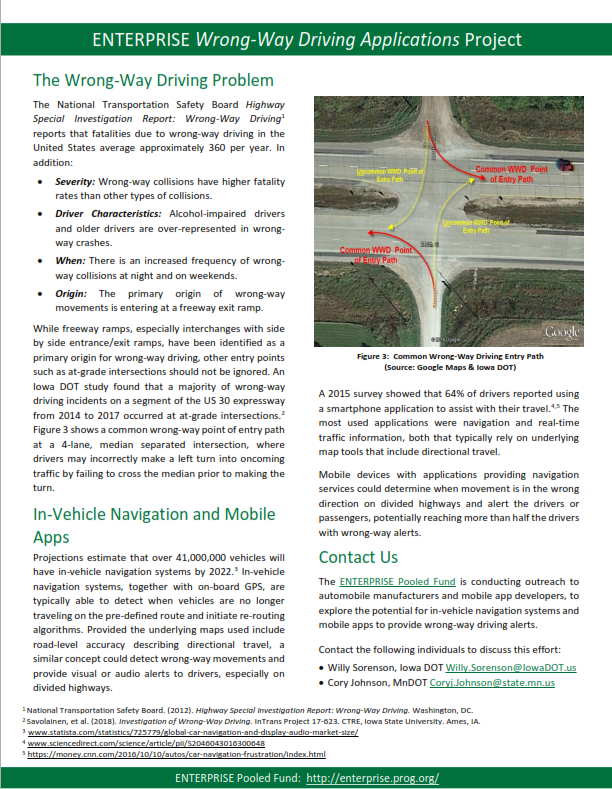 ENTERPRISE Wrong-Way Driving Applications Project
The Wrong-Way Driving Problem
The National Transportation Safety Board Highway
Special Investigation Report: Wrong-Way Driving¹
reports that fatalities due to wrong-way driving in the
United States average approximately 360 per year. In
addition:
• Severity: Wrong-way collisions have higher fatality
rates than other types of collisions.
• Driver Characteristics: Alcohol-impaired drivers
and older drivers are over-represented in wrong-
way crashes.
• When: There is an increased frequency of wrong-
way collisions at night and on weekends.
• Origin: The primary origin of wrong-way
movements is entering at a freeway exit ramp.
While freeway ramps, especially interchanges with side
by side entrance/exit ramps, have been identified as a
primary origin for wrong-way driving, other entry points
such as at-grade intersections should not be ignored. An
Iowa DOT study found that a majority of wrong-way
driving incidents on a segment of the US 30 expressway
from 2014 to 2017 occurred at at-grade intersections.²
Figure 3 shows a common wrong-way point of entry path
at a 4-lane, median separated intersection, where
drivers may incorrectly make a left turn into oncoming
traffic by failing to cross the median prior to making the
turn.
In-Vehicle Navigation and Mobile
Apps
Projections estimate that over 41,000,000 vehicles will
have in-vehicle navigation systems by 2022.³ In-vehicle
navigation systems, together with on-board GPS, are
typically able to detect when vehicles are no longer
traveling on the pre-defined route and initiate re-routing
algorithms. Provided the underlying maps used include
road-level accuracy describing directional travel, a
similar concept could detect wrong-way movements and
provide visual or audio alerts to drivers, especially on
divided highways.
Uncommon WWD Point of
Entry Path
Common WWD Point
of Entry Path
Uncommon WWD Point of
Entry Path
Common WWD Point
of Entry Path
Google
Figure 3: Common Wrong-Way Driving Entry Path
(Source: Google Maps & Iowa DOT)
A 2015 survey showed that 64% of drivers reported using
a smartphone application to assist with their travel.⁴,⁵ The
most used applications were navigation and real-time
traffic information, both that typically rely on underlying
map tools that include directional travel.
Mobile devices with applications providing navigation
services could determine when movement is in the wrong
direction on divided highways and alert the drivers or
passengers, potentially reaching more than half the drivers
with wrong-way alerts.
Contact Us
The ENTERPRISE Pooled Fund is conducting outreach to
automobile manufacturers and mobile app developers, to
explore the potential for in-vehicle navigation systems and
mobile apps to provide wrong-way driving alerts.
Contact the following individuals to discuss this effort:
• Willy Sorenson, Iowa DOT Willy.Sorenson@IowaDOT.us
• Cory Johnson, MnDOT Coryj.Johnson@state.mn.us
¹ National Transportation Safety Board. (2012). Highway Special Investigation Report: Wrong-Way Driving. Washington, DC.
² Savolainen, et al. (2018). Investigation of Wrong-Way Driving. InTrans Project 17-623. CTRE, Iowa State University. Ames, IA.
³ www.statista.com/statistics/725779/global-car-navigation-and-display-audio-market-size/
⁴ www.sciencedirect.com/science/article/pii/S2046043016300648
⁵ https://money.cnn.com/2016/10/10/autos/car-navigation-frustration/index.html
ENTERPRISE Pooled Fund: http://enterprise.prog.org/